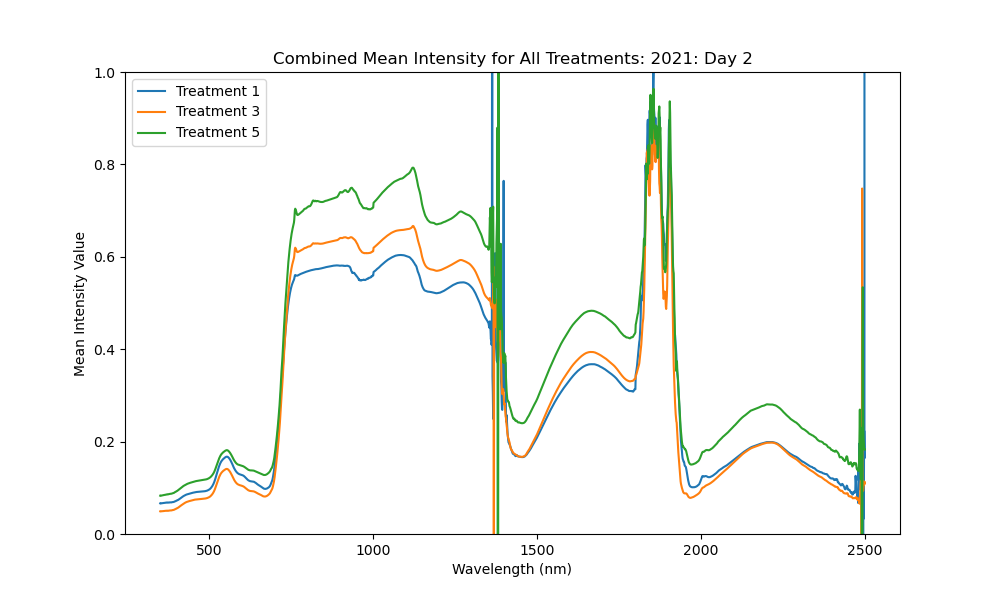 Combined Mean Intensity for All Treatments: 2021: Day 2
Treatment 1
Treatment 3
Treatment 5
Mean Intensity Value
1.0
0.8
0.6
0.4
0.2
0.0
500
1000
1500
2000
2500
Wavelength (nm)